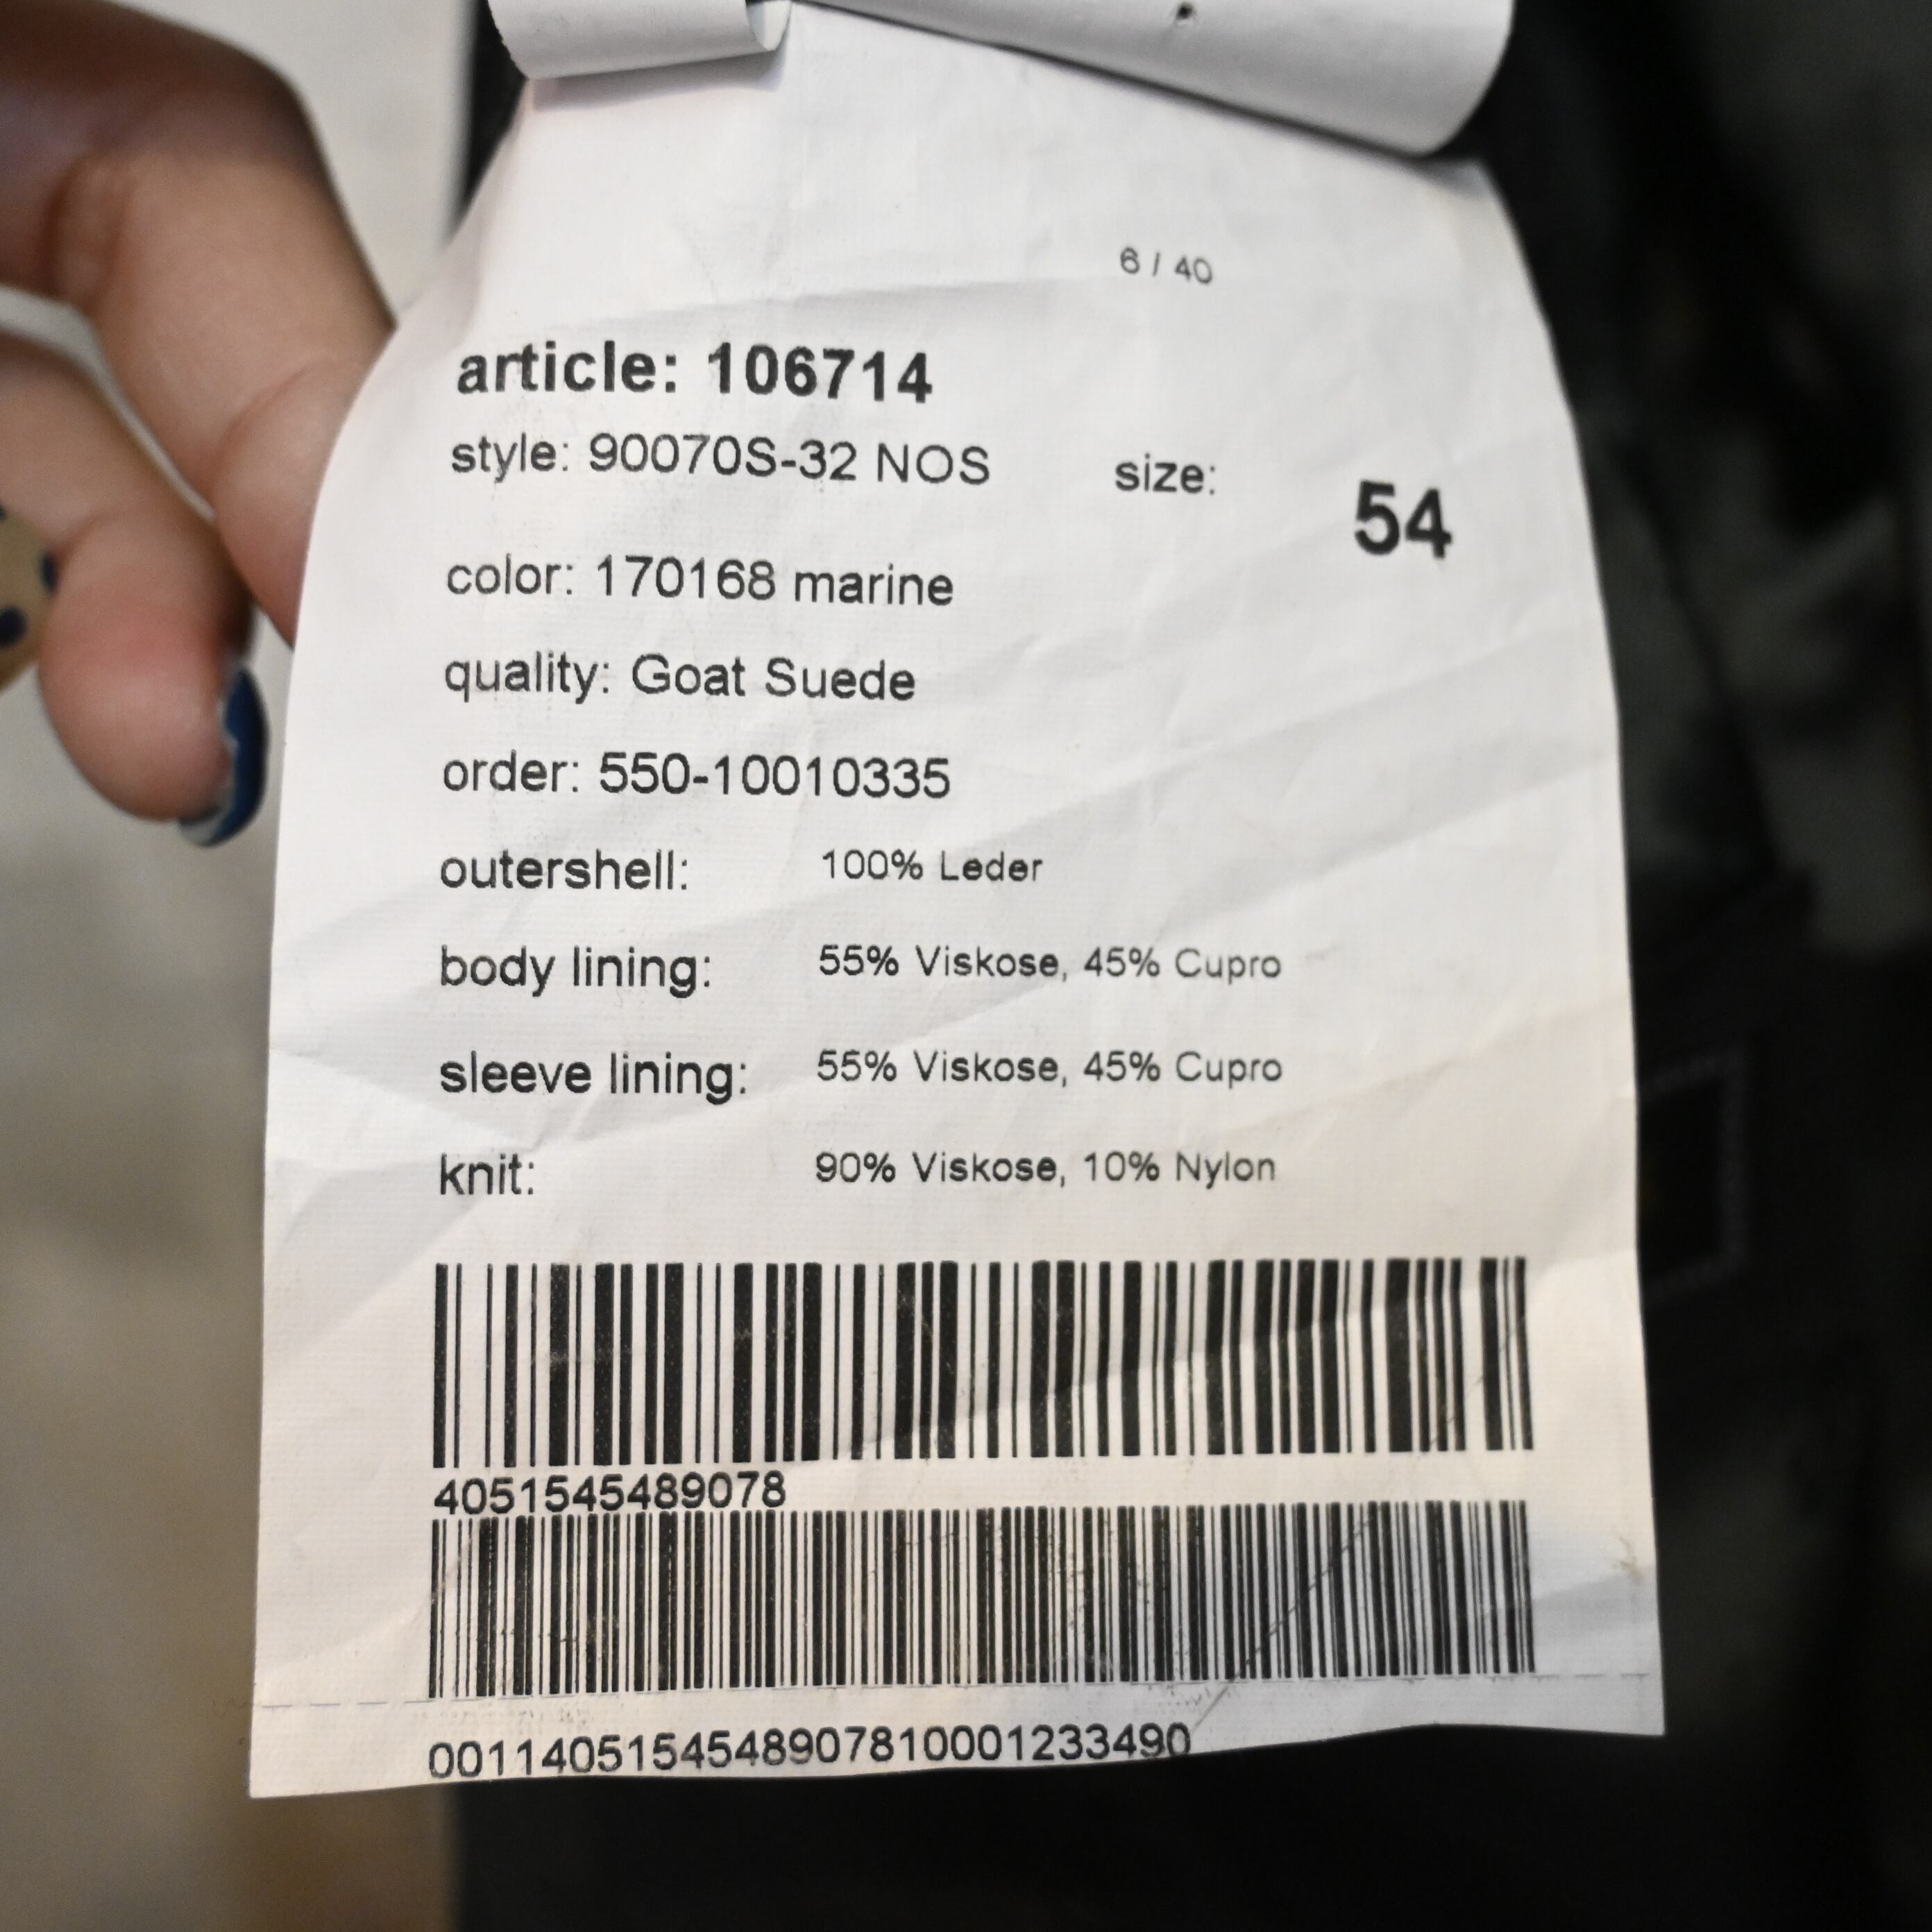 6 / 40
article: 106714
style: 90070S-32 NOS size: 54
color: 170168 marine
quality: Goat Suede
order: 550-10010335
outershell: 100% Leder
body lining: 55% Viskose, 45% Cupro
sleeve lining: 55% Viskose, 45% Cupro
knit: 90% Viskose, 10% Nylon
4051545489078
0011405154548907810001233490